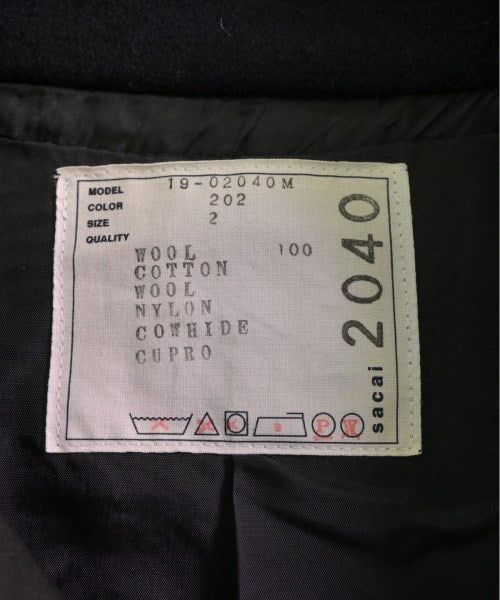 MODEL 19-02040M
COLOR 202
SIZE 2
QUALITY
WOOL 100
COTTON
WOOL
NYLON
COWHIDE
CUPRO
P W
sacai 2040